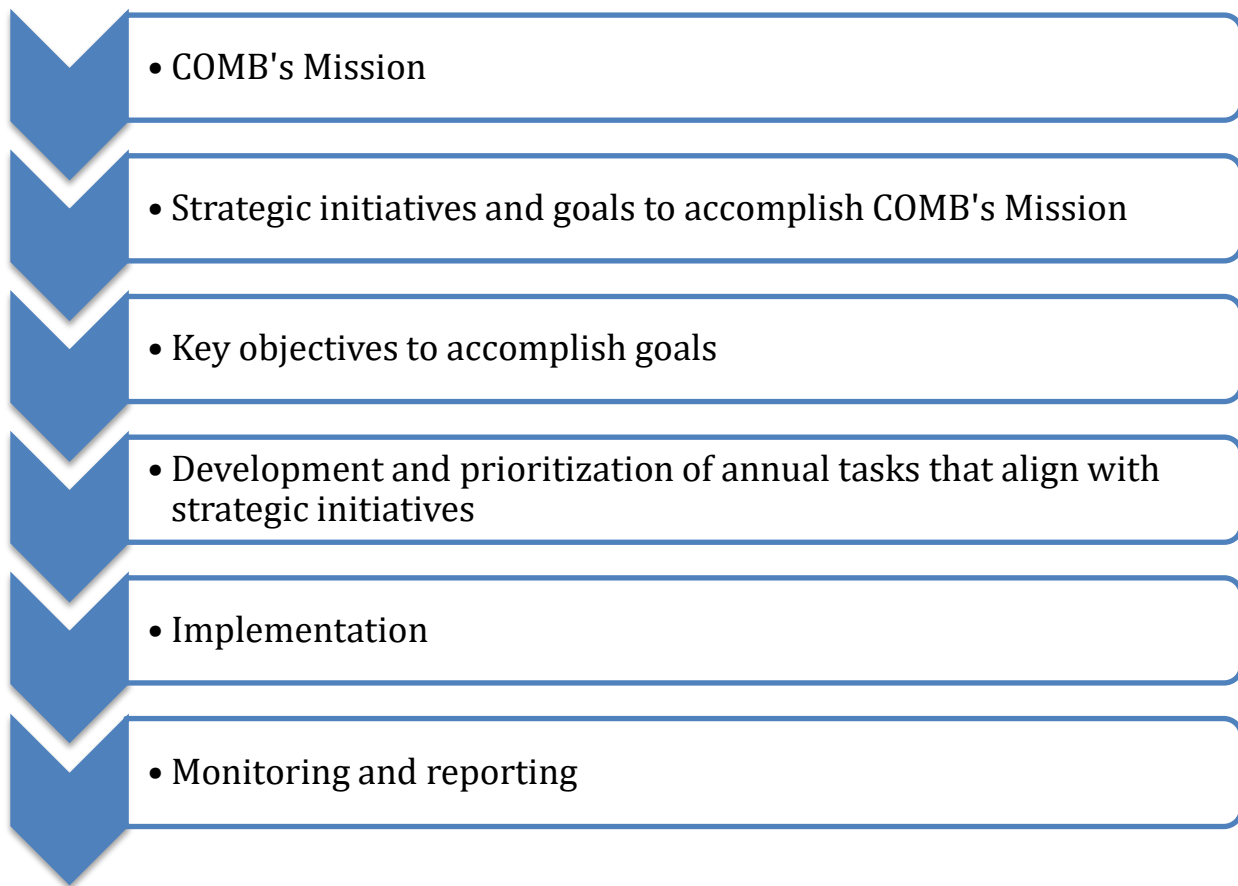 • COMB's Mission
• Strategic initiatives and goals to accomplish COMB's Mission
• Key objectives to accomplish goals
• Development and prioritization of annual tasks that align with
strategic initiatives
• Implementation
• Monitoring and reporting